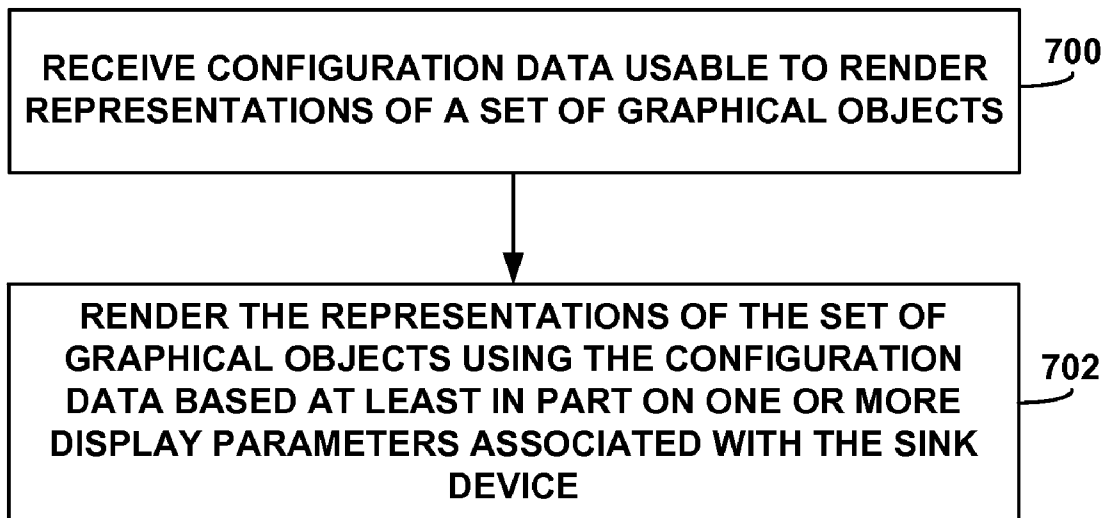 RECEIVE CONFIGURATION DATA USABLE TO RENDER
REPRESENTATIONS OF A SET OF GRAPHICAL OBJECTS
700
RENDER THE REPRESENTATIONS OF THE SET OF
GRAPHICAL OBJECTS USING THE CONFIGURATION
DATA BASED AT LEAST IN PART ON ONE OR MORE
DISPLAY PARAMETERS ASSOCIATED WITH THE SINK
DEVICE
702